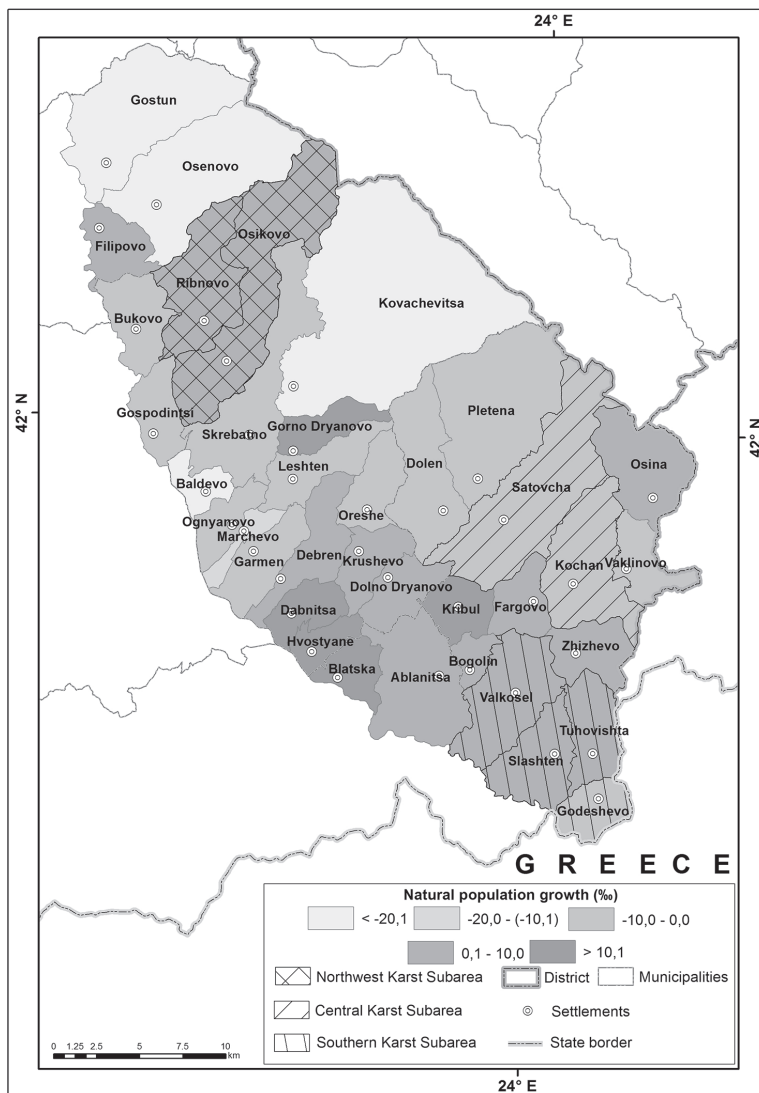 24° E
Gostun
Osenovo
Filipovo
Osikovo
Ribnovo
Kovachevitsa
Bukovo
42° N
Pletena
Gospodintsi
Gorno Dryanovo
Skrebatno
42° N
Leshten
Dolen
Osina
Baldevo
Satovcha
Ognyanovo
Oreshe
Marchevo
Debren
Krushevo
Garmen
Kochan
Vaklinovo
Dolno Dryanovo
Dabnitsa
Kribul
Fargovo
Hvostyane
Zhizhevo
Blatska
Ablanitsa
Bogolin
Valkosel
Tuhovishta
Slashten
Godeshevo
G R E E C E
Natural population growth (‰)
< -20,1
-20,0 - (-10,1)
-10,0 - 0,0
0,1 - 10,0
> 10,1
Northwest Karst Subarea
District
Municipalities
Central Karst Subarea
Settlements
Southern Karst Subarea
State border
0 1.25 2.5 5 7.5 10
km
24° E